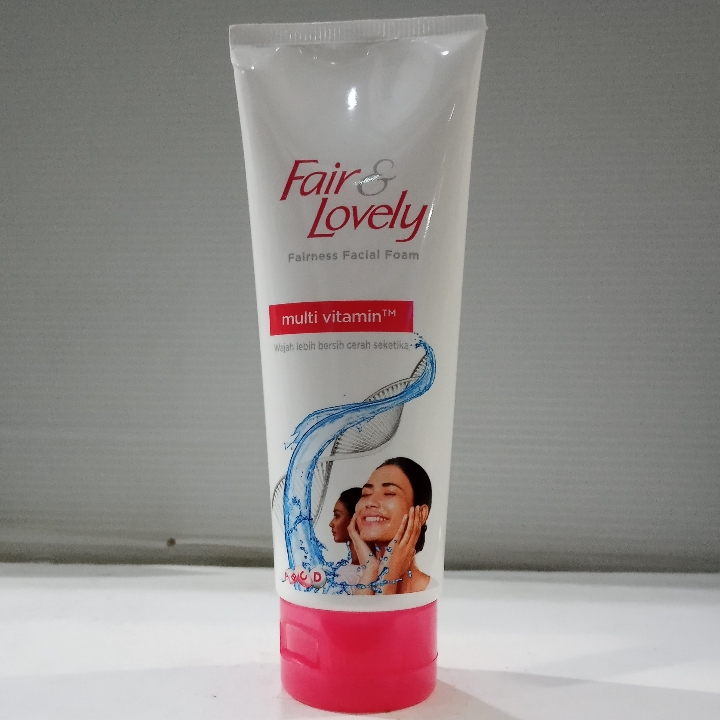 Fair &
Lovely
Fairness Facial Foam
multi vitamin™
Wajah lebih bersih cerah seketika